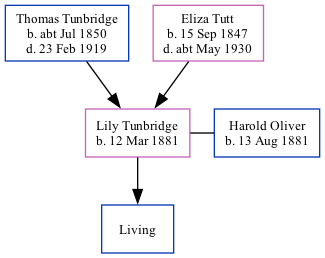 Thomas Tunbridge
b. abt Jul 1850
d. 23 Feb 1919
Eliza Tutt
b. 15 Sep 1847
d. abt May 1930
Lily Tunbridge
b. 12 Mar 1881
Harold Oliver
b. 13 Aug 1881
Living